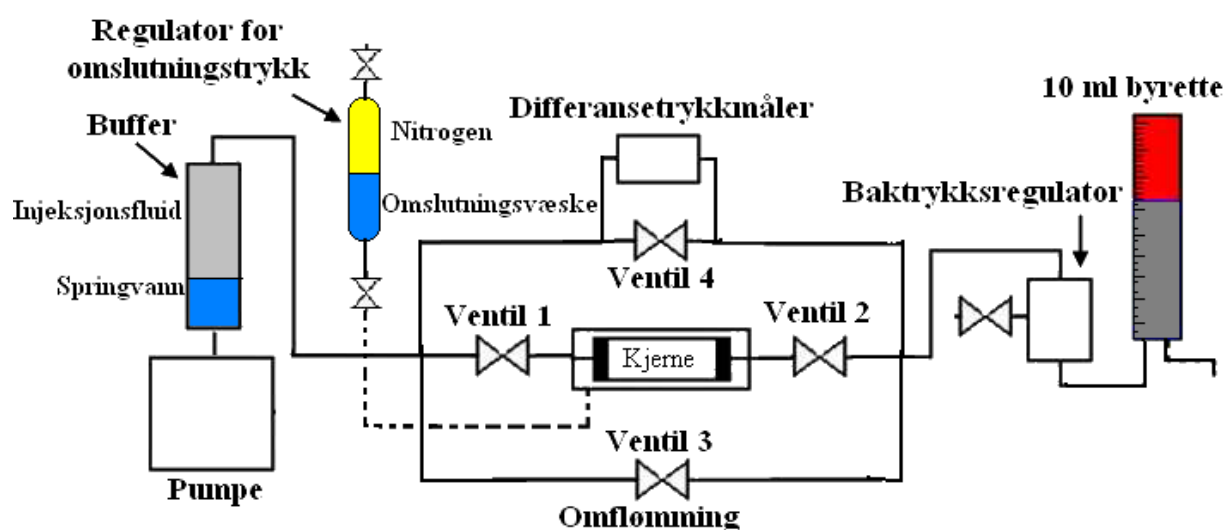 Regulator for
omslutningstrykk
Buffer
Injeksjonsfluid
Springvann
Pumpe
Nitrogen
Omslutningsvæske
Differansetrykkmåler
Ventil 4
Ventil 1
Kjerne
Ventil 2
Ventil 3
Omflømming
Baktrykksregulator
10 ml byrette